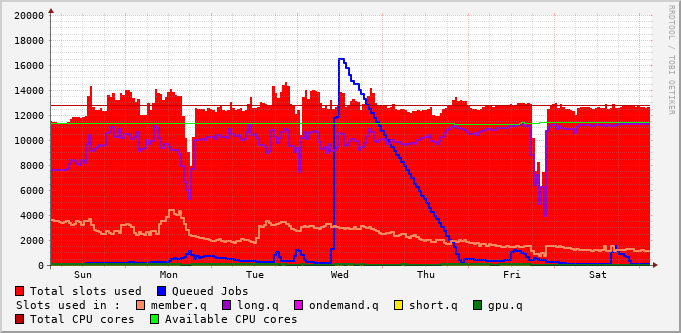 RRDTOOL / TOBI OETIKER
20000
18000
16000
14000
12000
10000
8000
6000
4000
2000
0
Sun Mon Tue Wed Thu Fri Sat
Total slots used Queued Jobs
Slots used in : member.q long.q ondemand.q short.q gpu.q
Total CPU cores Available CPU cores